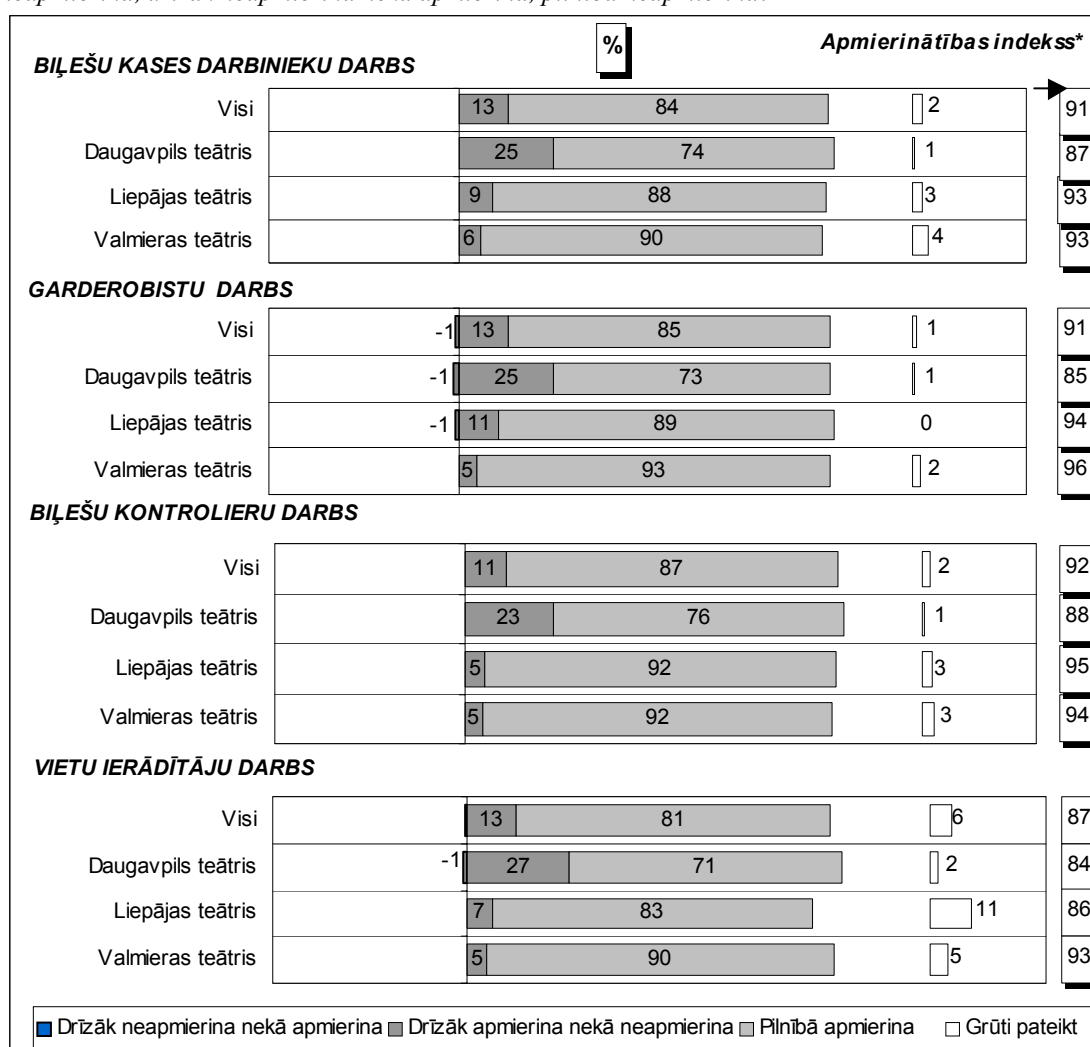 %
Apmierinātības indekss*
BIĻEŠU KASES DARBINIEKU DARBS
Visi 13 84 2 91
Daugavpils teātris 25 74 1 87
Liepājas teātris 9 88 3 93
Valmieras teātris 6 90 4 93
GARDEROBISTU DARBS
Visi -1 13 85 1 91
Daugavpils teātris -1 25 73 1 85
Liepājas teātris -1 11 89 0 94
Valmieras teātris 5 93 2 96
BIĻEŠU KONTROLIERU DARBS
Visi 11 87 2 92
Daugavpils teātris 23 76 1 88
Liepājas teātris 5 92 3 95
Valmieras teātris 5 92 3 94
VIETU IERĀDĪTĀJU DARBS
Visi 13 81 6 87
Daugavpils teātris -1 27 71 2 84
Liepājas teātris 7 83 11 86
Valmieras teātris 5 90 5 93
Drīzāk neapmierina nekā apmierina Drīzāk apmierina nekā neapmierina Pilnībā apmierina Grūti pateikt